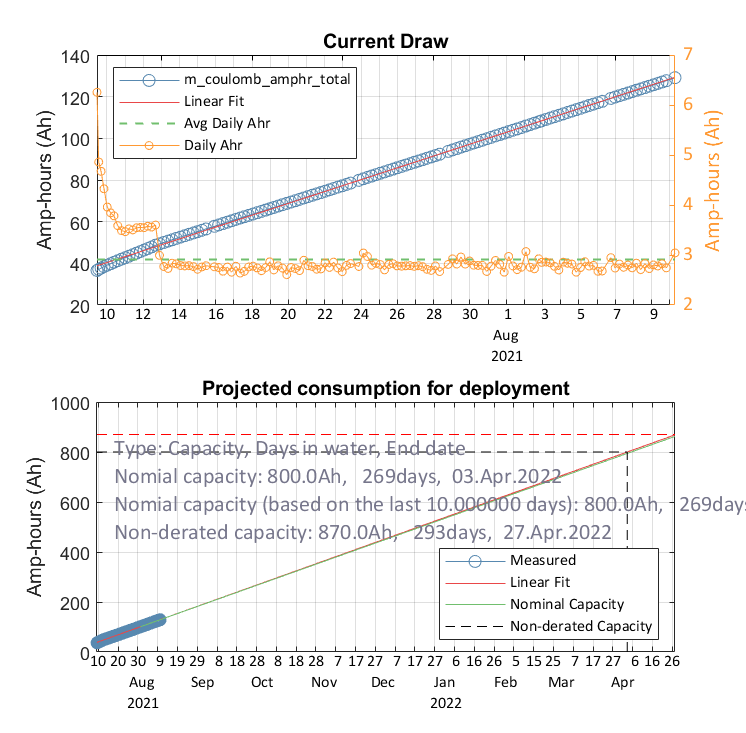 Current Draw
140
120
100
80
60
40
20
Amp-hours (Ah)
m_coulomb_amphr_total
Linear Fit
Avg Daily Ahr
Daily Ahr
7
6
5
4
3
2
Amp-hours (Ah)
10 12 14 16 18 20 22 24 26 28 30 1 3 5 7 9
Aug
2021
Projected consumption for deployment
1000
800
600
400
200
0
Amp-hours (Ah)
Type: Capacity, Days in water, End date
Nomial capacity: 800.0Ah, 269days, 03.Apr.2022
Nomial capacity (based on the last 10.000000 days): 800.0Ah, 269days
Non-derated capacity: 870.0Ah, 293days, 27.Apr.2022
Measured
Linear Fit
Nominal Capacity
Non-derated Capacity
10 20 30 9 19 29 8 18 28 8 18 28 7 17 27 7 17 27 6 16 26 5 15 25 7 17 27 6 16 26
Aug Sep Oct Nov Dec Jan Feb Mar Apr
2021 2022